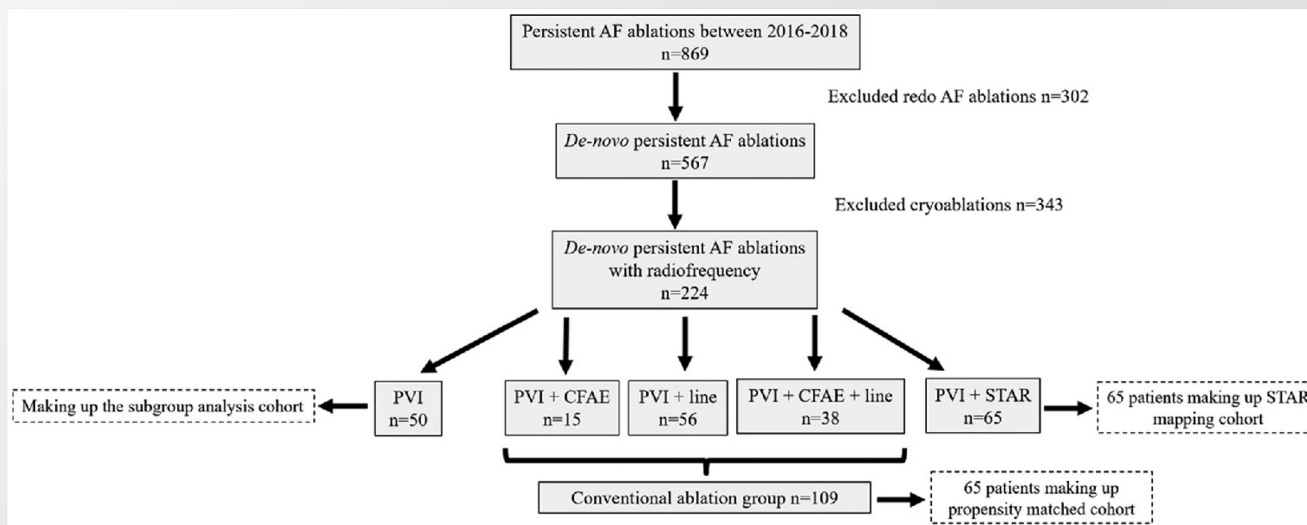 Persistent AF ablations between 2016-2018
n=869
Excluded redo AF ablations n=302
De-novo persistent AF ablations
n=567
Excluded cryoablations n=343
De-novo persistent AF ablations
with radiofrequency
n=224
Making up the subgroup analysis cohort
PVI
n=50
PVI + CFAE
n=15
PVI + line
n=56
PVI + CFAE + line
n=38
PVI + STAR
n=65
65 patients making up STAR
mapping cohort
Conventional ablation group n=109
65 patients making up
propensity matched cohort